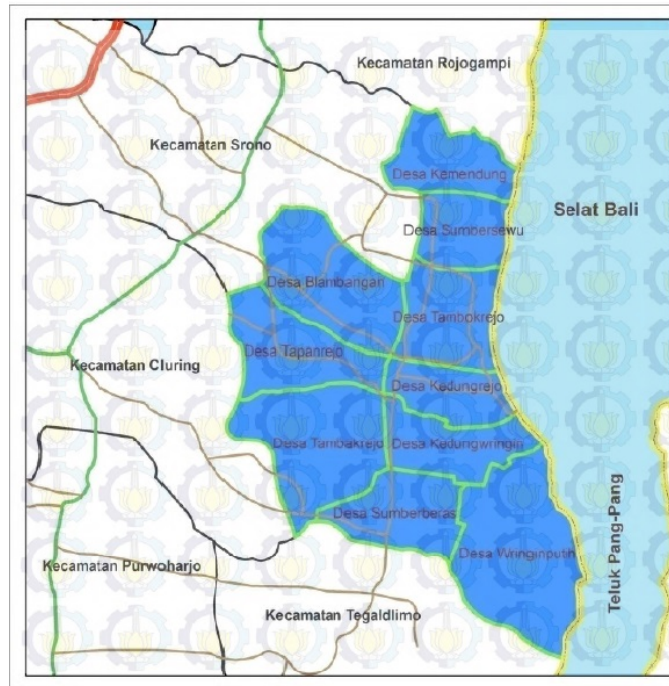 Kecamatan Rojogampi
Kecamatan Srono
Desa Kemendung
Selat Bali
Desa Sumbersewu
Desa Blambangan
Desa Tambokrejo
Desa Tapanrejo
Kecamatan Cluring
Desa Kedungrejo
Desa Tambakrejo
Desa Kedungwringin
Desa Sumberberas
Desa Wringinputh
Teluk Pang-Pang
Kecamatan Purwoharjo
Kecamatan Tegaldlimo